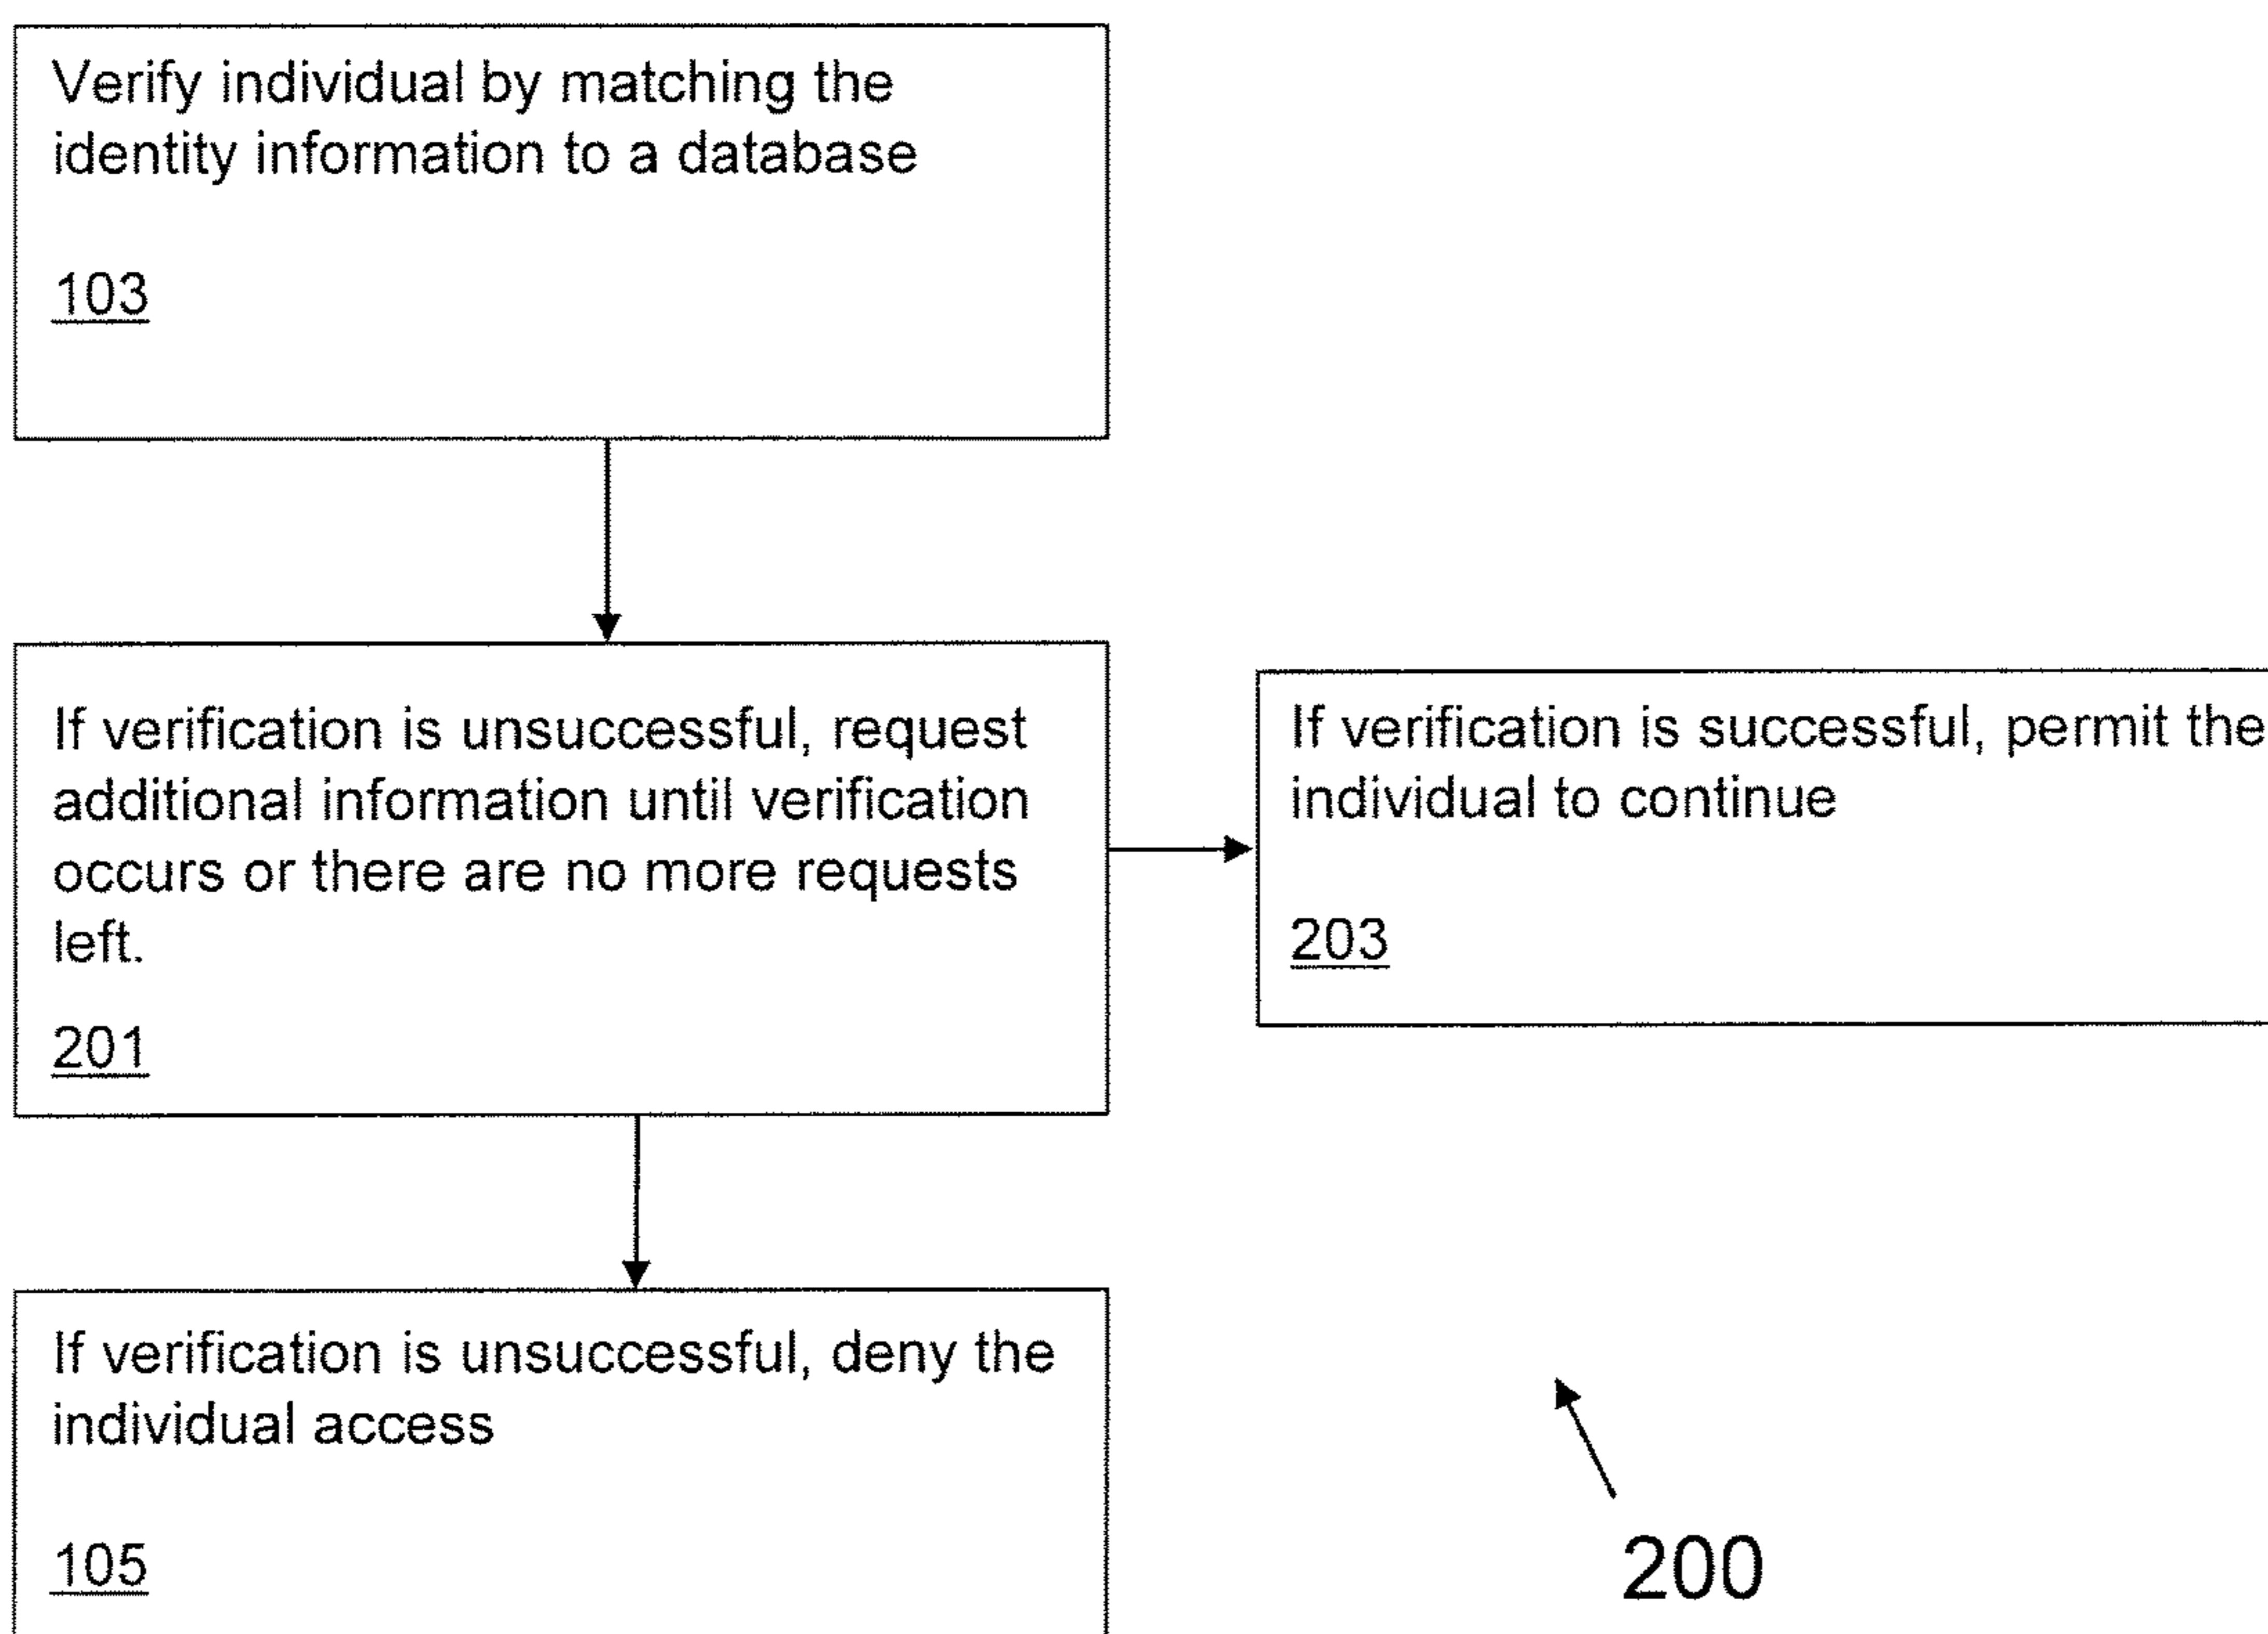 Verify individual by matching the
identity information to a database
103
If verification is unsuccessful, request
additional information until verification
occurs or there are no more requests
left.
201
If verification is successful, permit the
individual to continue
203
If verification is unsuccessful, deny the
individual access
105
200